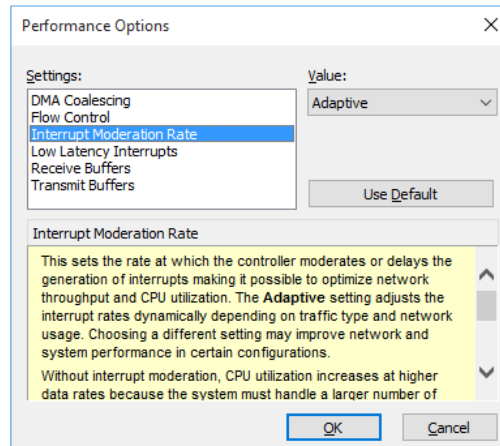 Performance Options
Settings:
Value:
DMA Coalescing
Flow Control
Interrupt Moderation Rate
Low Latency Interrupts
Receive Buffers
Transmit Buffers
Adaptive
Use Default
Interrupt Moderation Rate
This sets the rate at which the controller moderates or delays the
generation of interrupts making it possible to optimize network
throughput and CPU utilization. The Adaptive setting adjusts the
interrupt rates dynamically depending on traffic type and network
usage. Choosing a different setting may improve network and
system performance in certain configurations.
Without interrupt moderation, CPU utilization increases at higher
data rates because the system must handle a larger number of
OK
Cancel